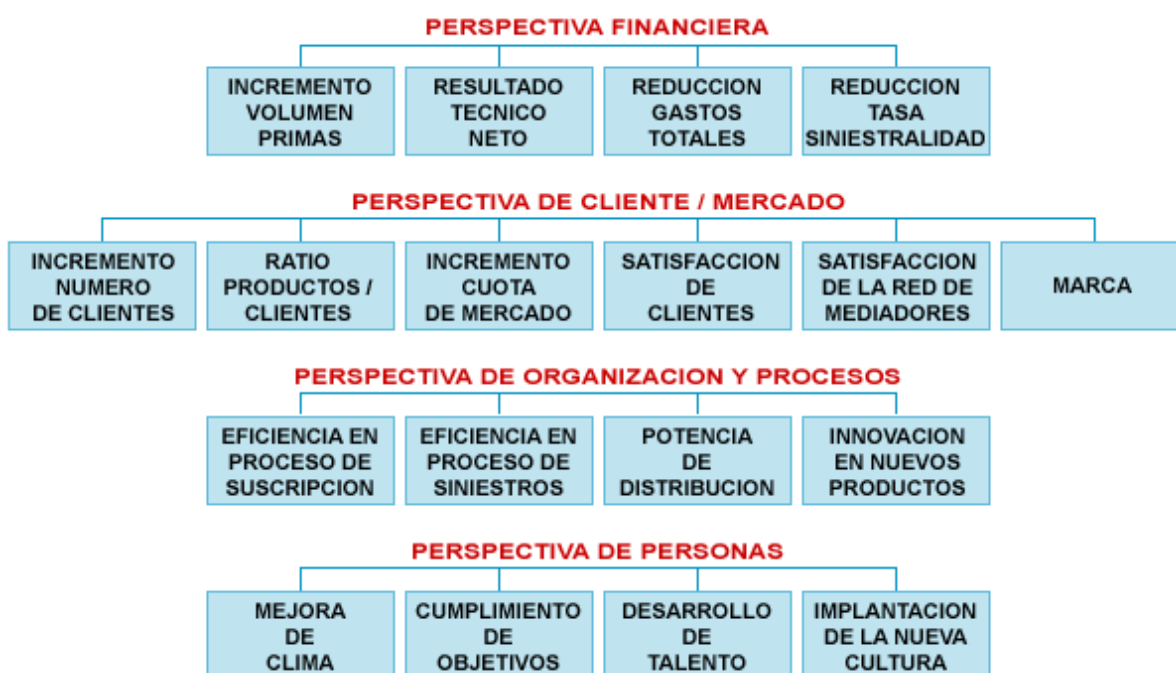 PERSPECTIVA FINANCIERA
INCREMENTO
VOLUMEN
PRIMAS
RESULTADO
TECNICO
NETO
REDUCCION
GASTOS
TOTALES
REDUCCION
TASA
SINIESTRALIDAD
PERSPECTIVA DE CLIENTE / MERCADO
INCREMENTO
NUMERO
DE CLIENTES
RATIO
PRODUCTOS /
CLIENTES
INCREMENTO
CUOTA
DE MERCADO
SATISFACCION
DE
CLIENTES
SATISFACCION
DE LA RED DE
MEDIADORES
MARCA
PERSPECTIVA DE ORGANIZACION Y PROCESOS
EFICIENCIA EN
PROCESO DE
SUSCRIPCION
EFICIENCIA EN
PROCESO DE
SINIESTROS
POTENCIA
DE
DISTRIBUCION
INNOVACION
EN NUEVOS
PRODUCTOS
PERSPECTIVA DE PERSONAS
MEJORA
DE
CLIMA
CUMPLIMIENTO
DE
OBJETIVOS
DESARROLLO
DE
TALENTO
IMPLANTACION
DE LA NUEVA
CULTURA